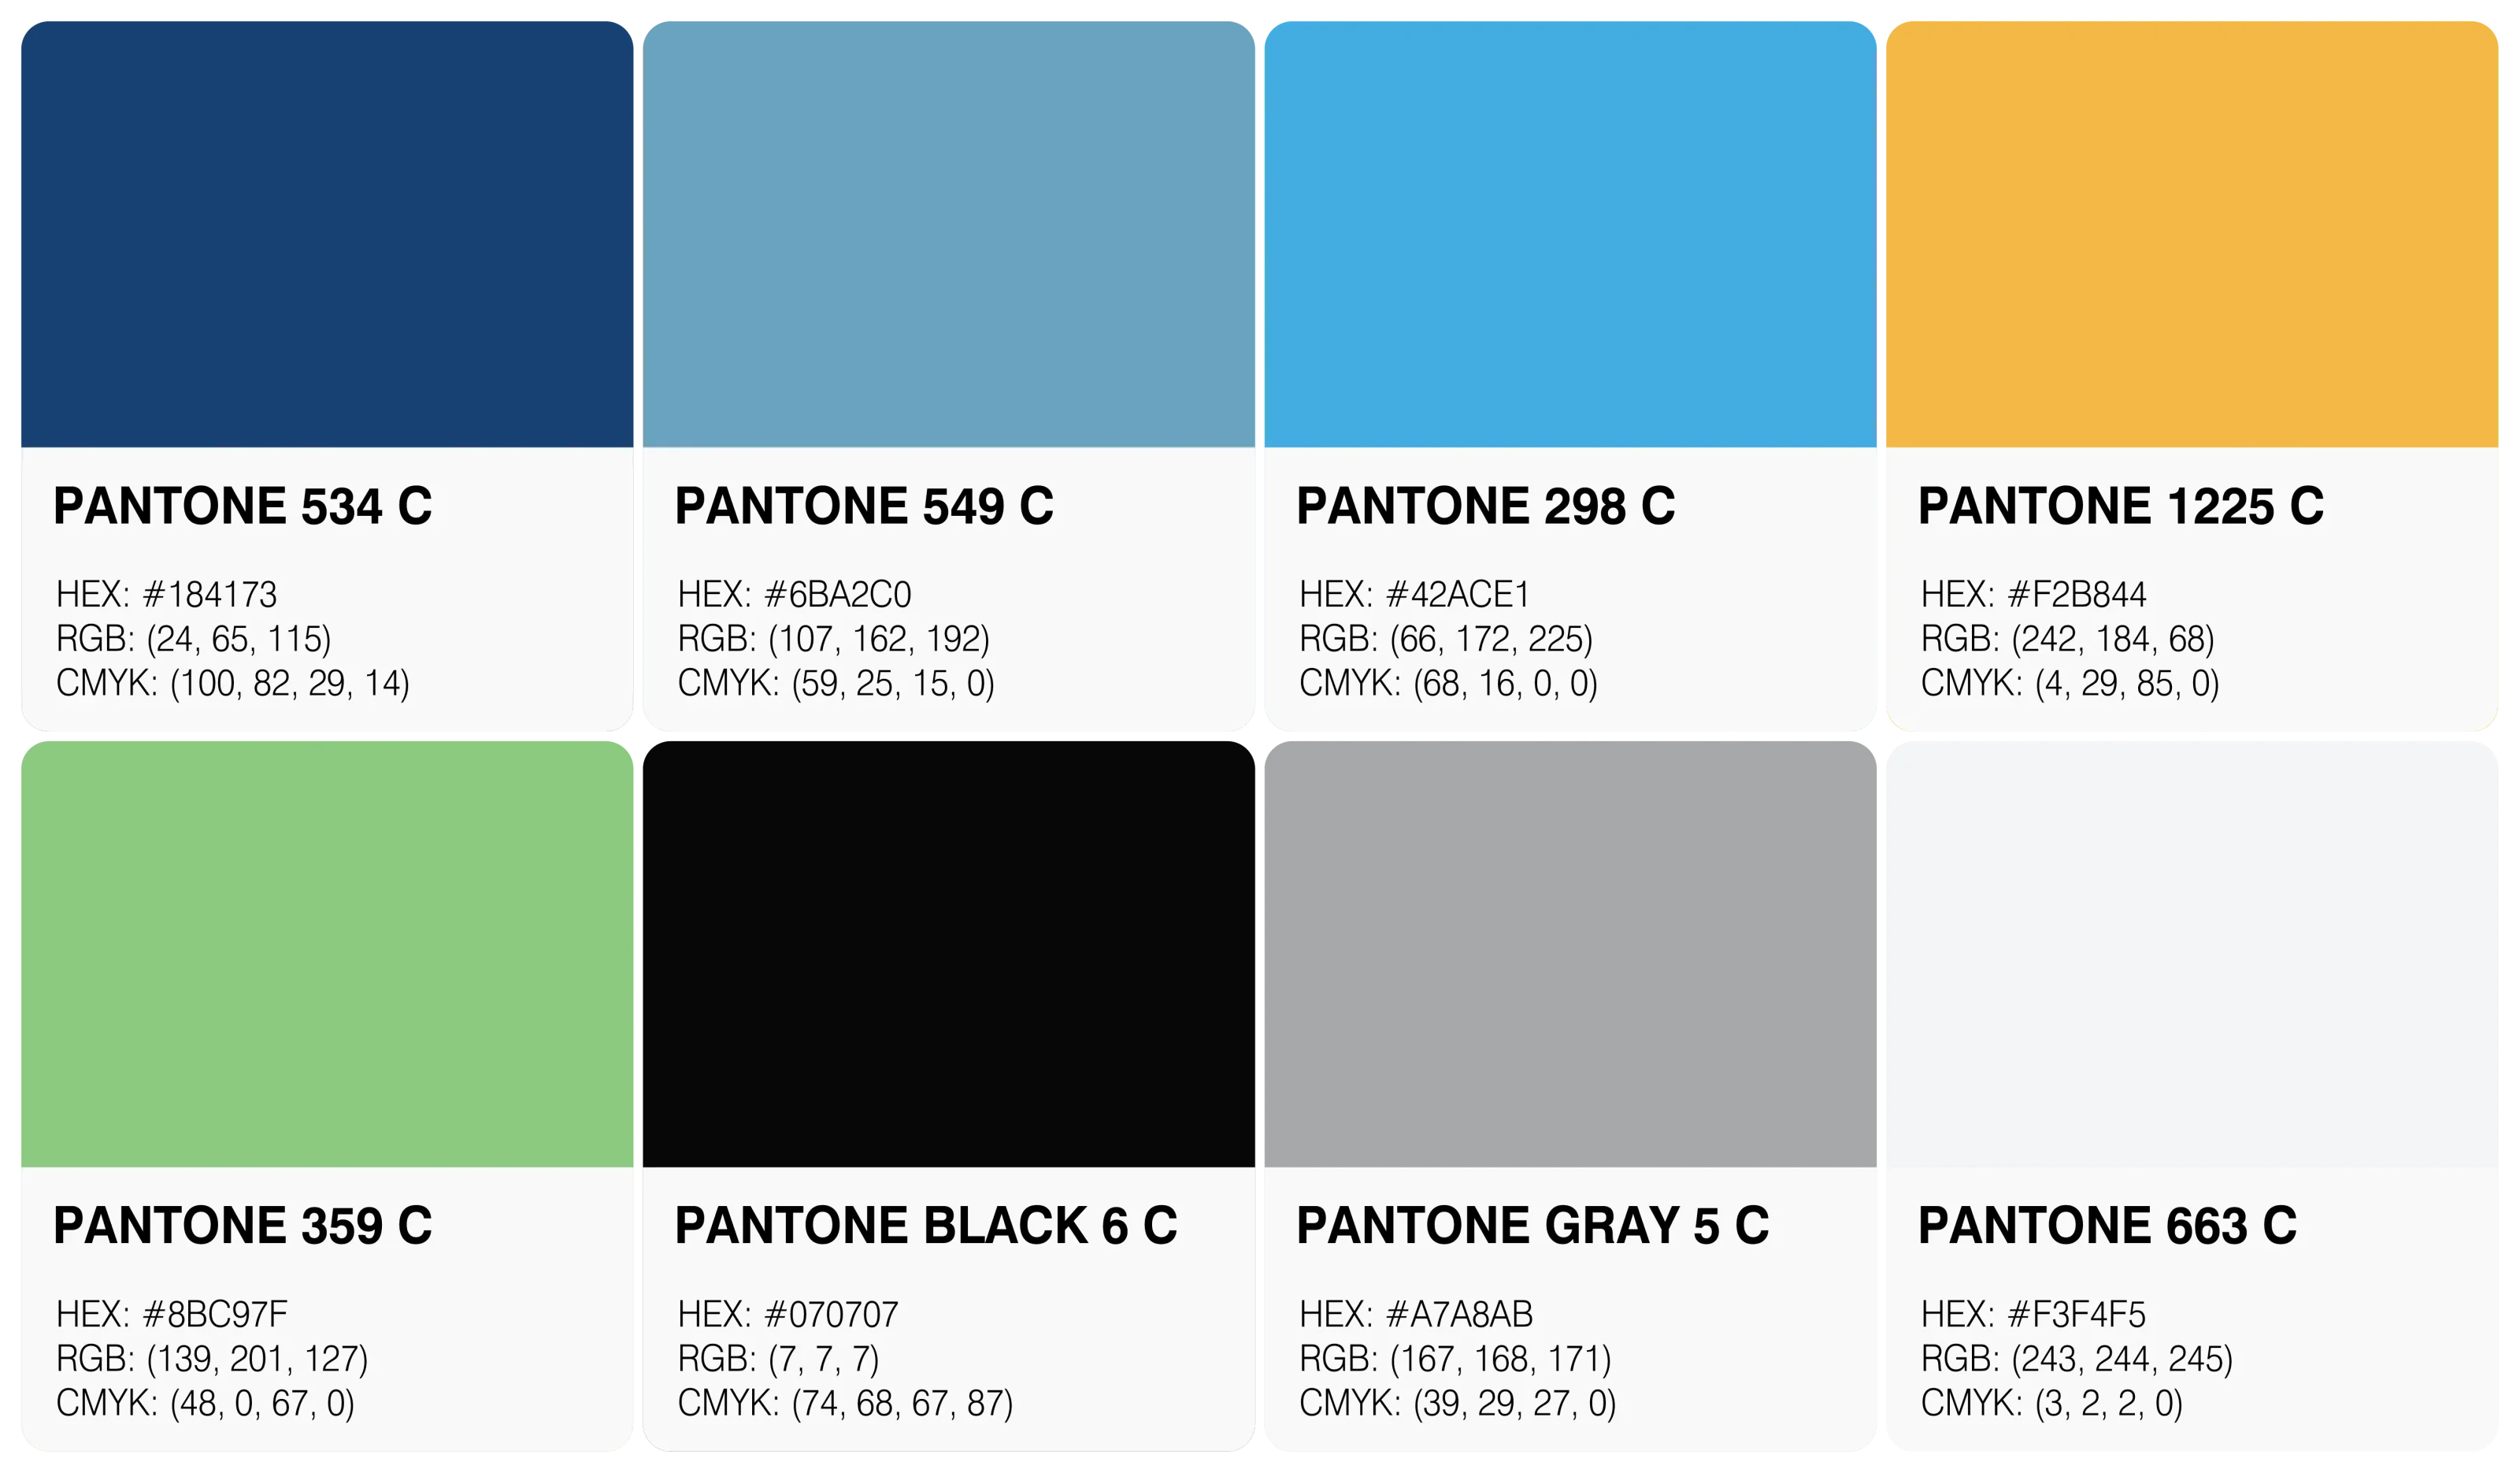 PANTONE 534 C
HEX: #184173
RGB: (24, 65, 115)
CMYK: (100, 82, 29, 14)
PANTONE 549 C
HEX: #6BA2C0
RGB: (107, 162, 192)
CMYK: (59, 25, 15, 0)
PANTONE 298 C
HEX: #42ACE1
RGB: (66, 172, 225)
CMYK: (68, 16, 0, 0)
PANTONE 1225 C
HEX: #F2B844
RGB: (242, 184, 68)
CMYK: (4, 29, 85, 0)
PANTONE 359 C
HEX: #8BC97F
RGB: (139, 201, 127)
CMYK: (48, 0, 67, 0)
PANTONE BLACK 6 C
HEX: #070707
RGB: (7, 7, 7)
CMYK: (74, 68, 67, 87)
PANTONE GRAY 5 C
HEX: #A7A8AB
RGB: (167, 168, 171)
CMYK: (39, 29, 27, 0)
PANTONE 663 C
HEX: #F3F4F5
RGB: (243, 244, 245)
CMYK: (3, 2, 2, 0)